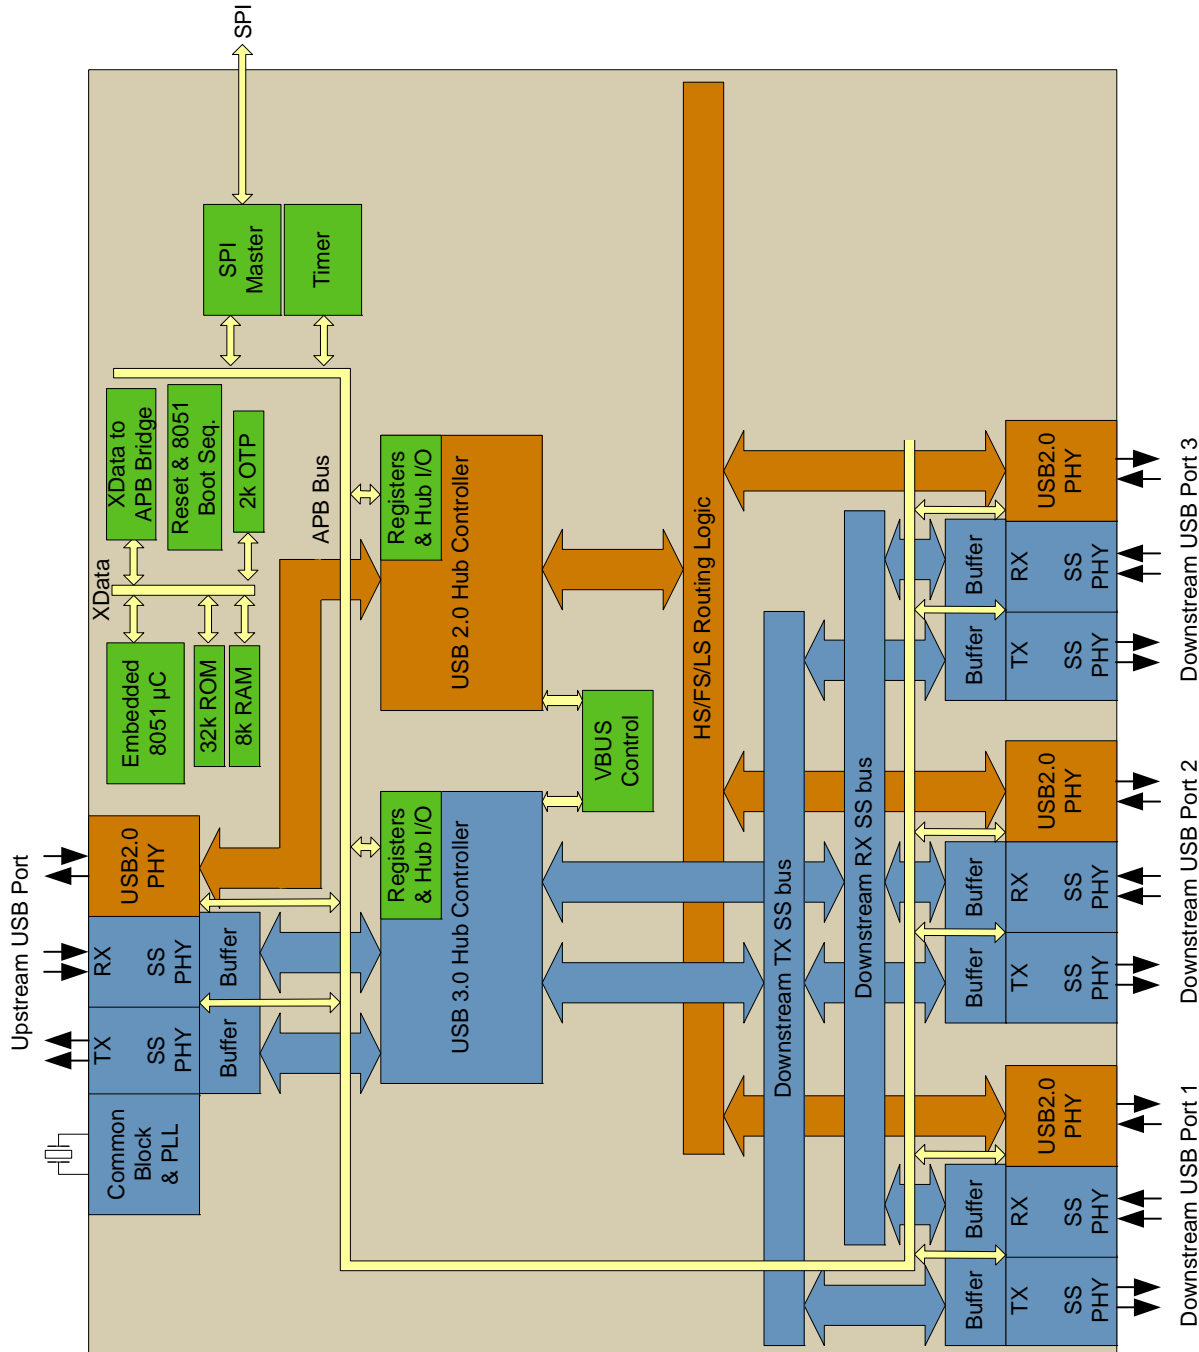 Upstream USB Port
Common
Block
& PLL
TX
SS
PHY
Buffer
RX
SS
PHY
Buffer
USB2.0
PHY
Embedded
8051 µC
32k ROM
8k RAM
XData
XData to
APB Bridge
Reset & 8051
Boot Seq.
2k OTP
SPI
Master
Timer
SPI
APB Bus
Registers
& Hub I/O
USB 3.0 Hub Controller
Registers
& Hub I/O
USB 2.0 Hub Controller
VBUS
Control
HS/FS/LS Routing Logic
Downstream TX SS bus
Downstream RX SS bus
Buffer
TX
SS
PHY
Buffer
RX
SS
PHY
USB2.0
PHY
Downstream USB Port 1
Buffer
TX
SS
PHY
Buffer
RX
SS
PHY
USB2.0
PHY
Downstream USB Port 2
Buffer
TX
SS
PHY
Buffer
RX
SS
PHY
USB2.0
PHY
Downstream USB Port 3